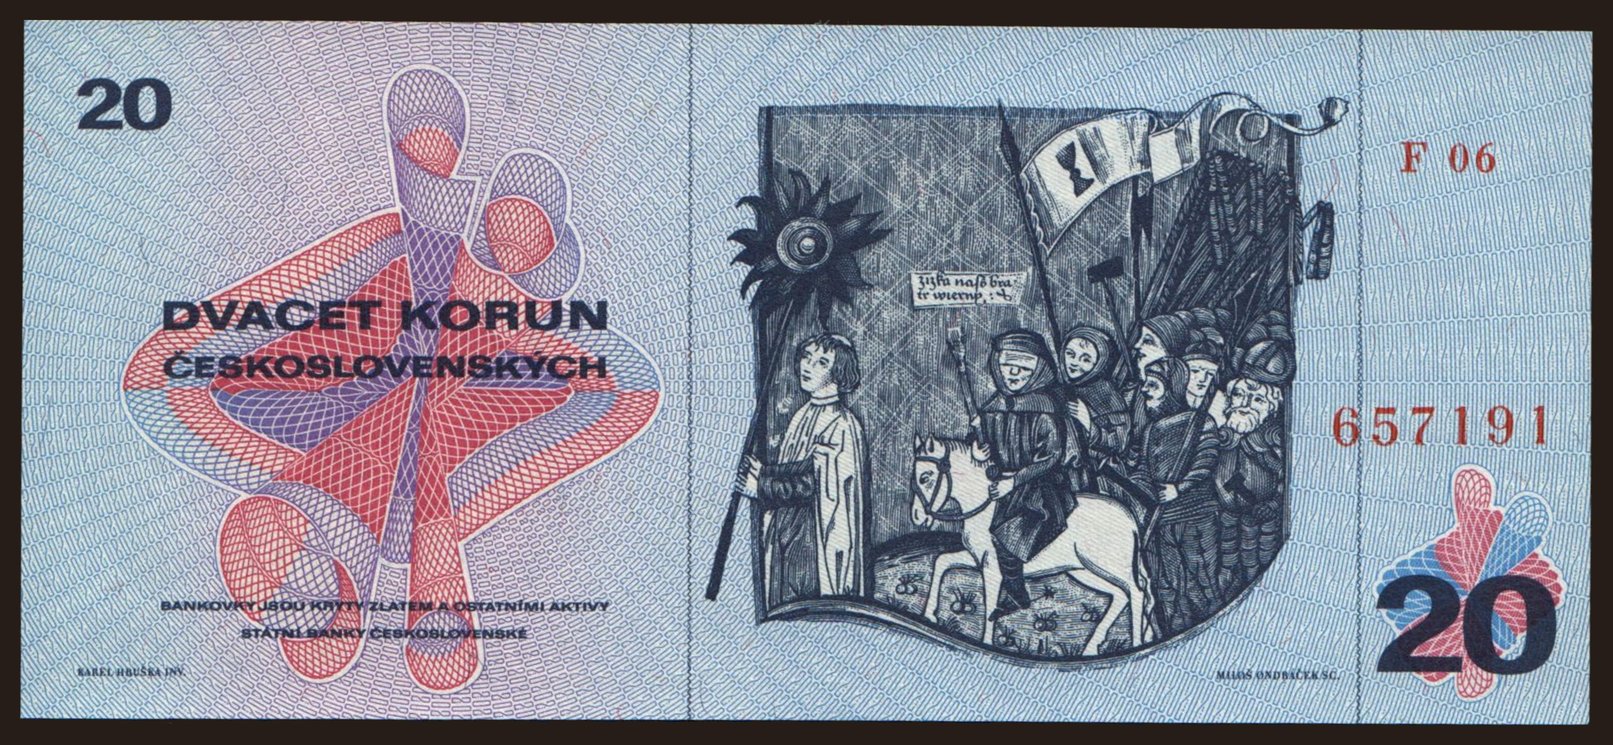 20
F 06
DVACET KORUN
ČESKOSLOVENSKÝCH
657191
BANKOVKY JSOU KRYTY ZLATEM A OSTATNÍMI AKTIVY
STÁTNÍ BANKY ČESKOSLOVENSKÉ
20
KAREL HRUŠKA INV.
MILOŠ ONDRÁČEK SC.